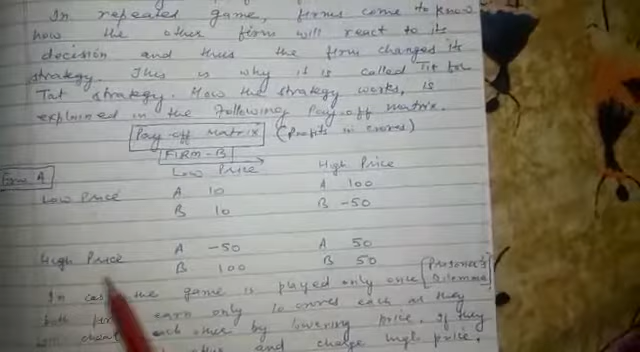 In repeated game, firms come to know
how the other firm will react to its
decision and thus the firm changes its
strategy. This is why it is called Tit for
Tat strategy. How the strategy works, is
explained in the following Pay-off matrix.
Pay-off Matrix (Profits in crores)
FIRM-B
Firm A Low Price High Price
Low Price A 10 A 100
B 10 B -50
High Price A -50 A 50
B 100 B 50
In case the game is played only once [Prisoner's Dilemma]
both earn only 10 crores each as they
each other by lowering price. If they
and charge high price,